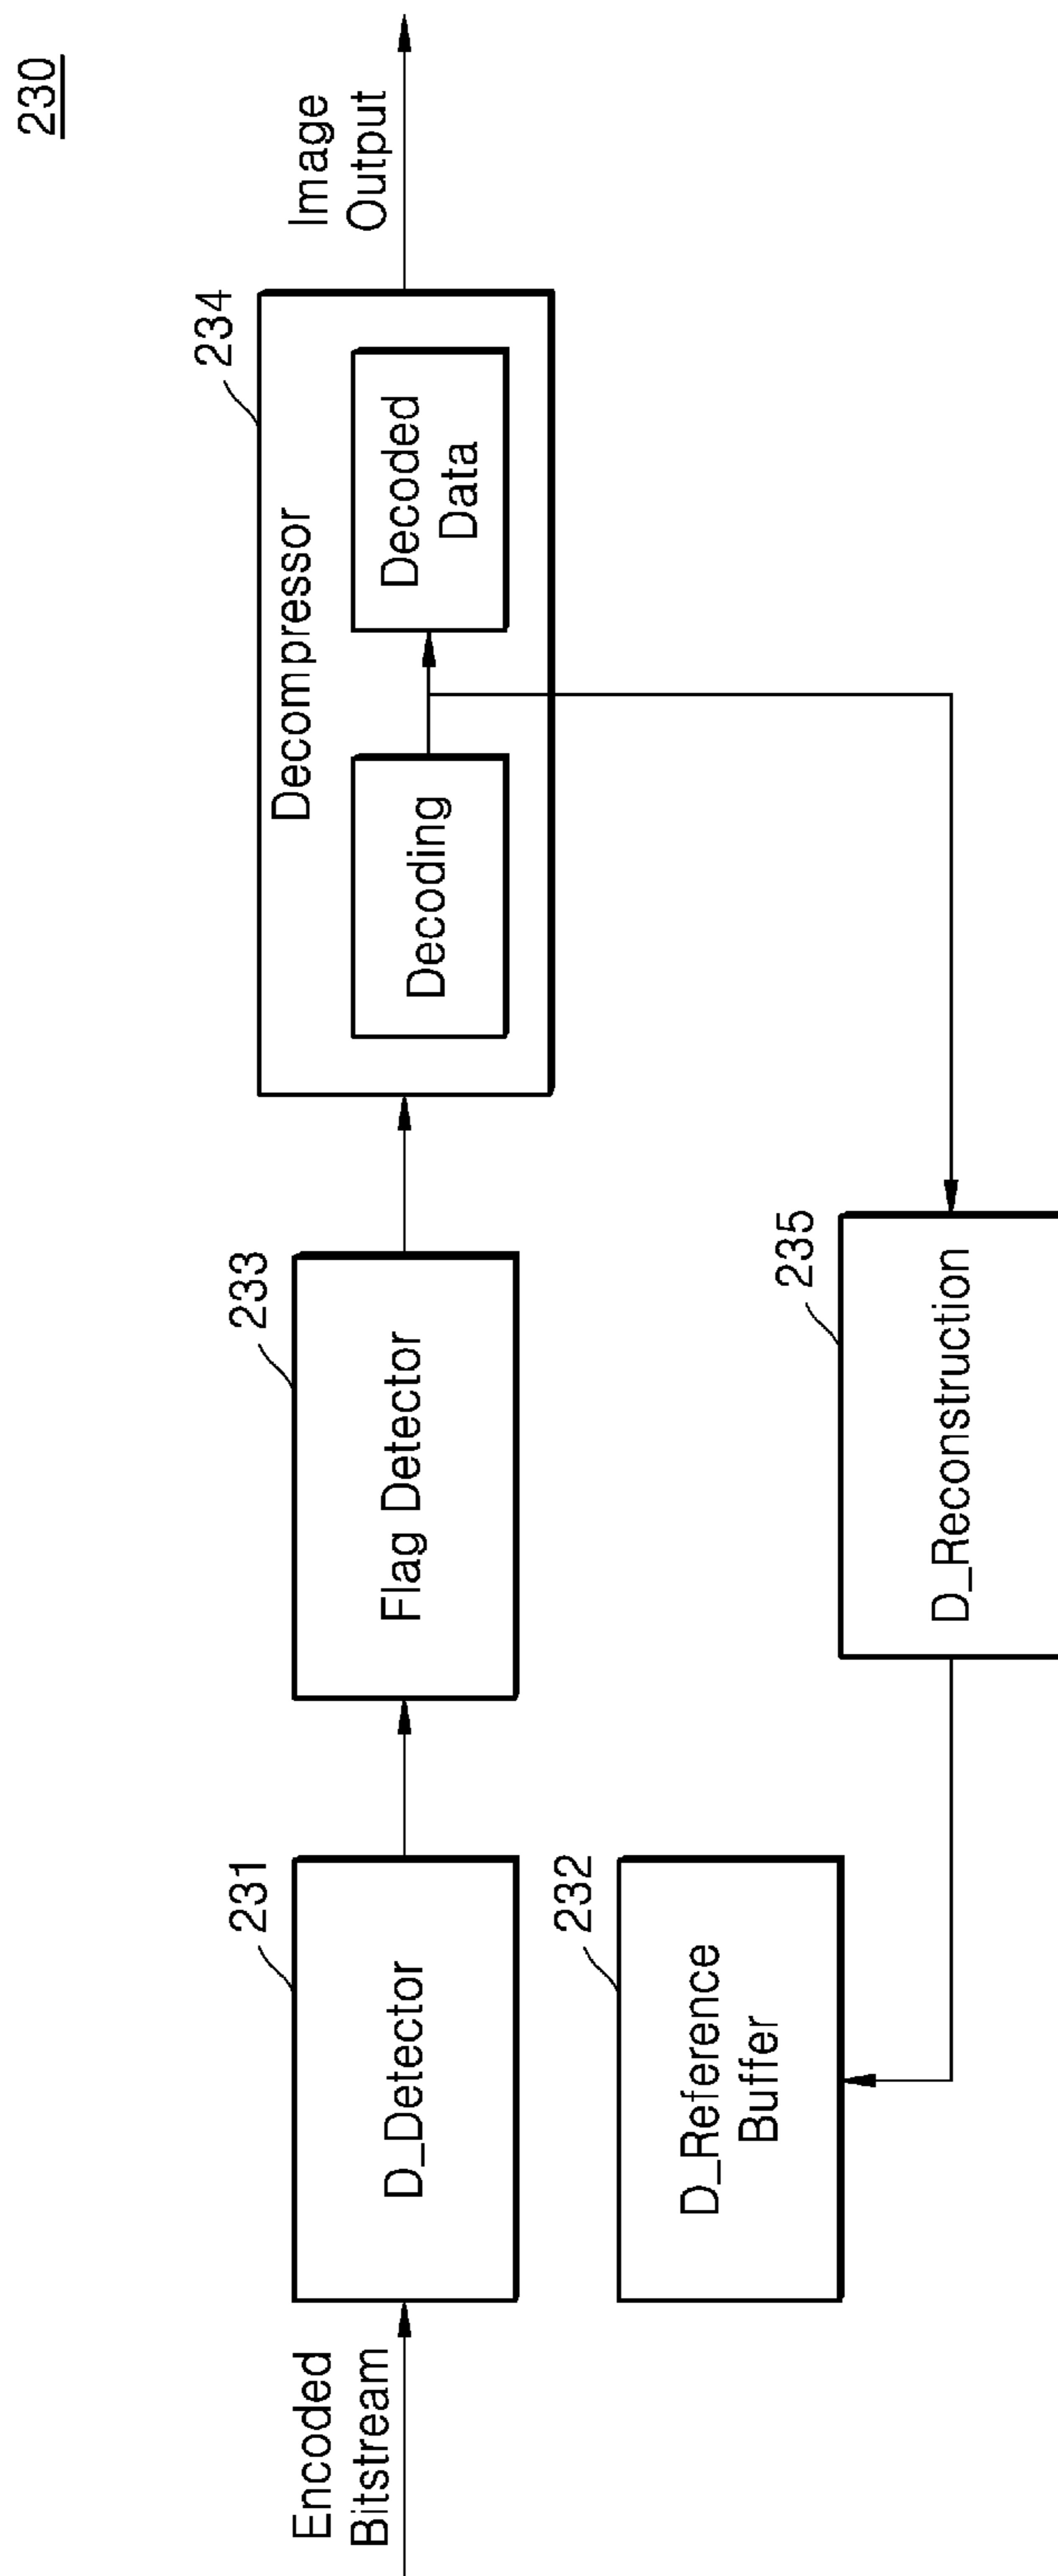 230
Encoded
Bitstream
231
D_Detector
233
Flag Detector
234
Decompressor
Decoding
Decoded
Data
Image
Output
232
D_Reference
Buffer
235
D_Reconstruction